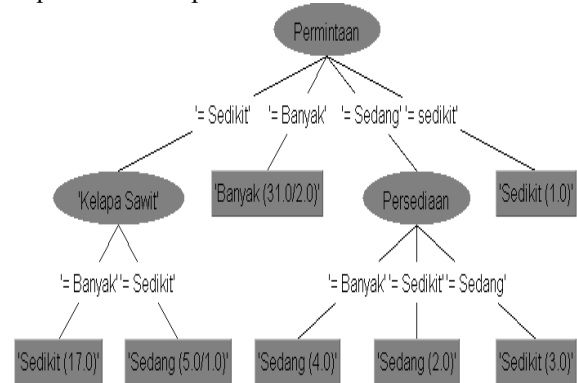 Permintaan
'= Sedikit' '= Banyak' '= Sedang' '= sedikit'
'Kelapa Sawit' 'Banyak (31.0/2.0)' Persediaan 'Sedikit (1.0)'
'= Banyak' '= Sedikit' '= Banyak' '= Sedikit' '= Sedang'
'Sedikit (17.0)' 'Sedang (5.0/1.0)' 'Sedang (4.0)' 'Sedang (2.0)' 'Sedikit (3.0)'